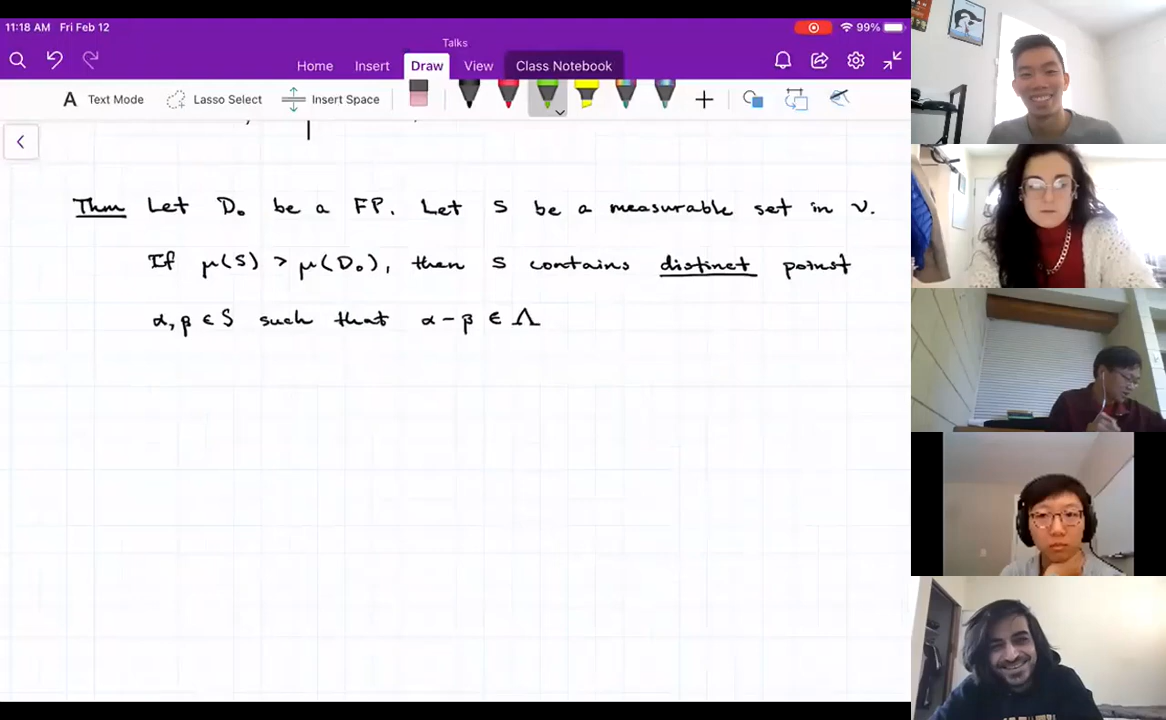 11:18 AM Fri Feb 12
99%
Talks
Home Insert Draw View Class Notebook
Text Mode Lasso Select Insert Space
Thm Let D₀ be a FP. Let S be a measurable set in V.
If μ(S) > μ(D₀), then S contains distinct point
α, β ∈ S such that α - β ∈ Λ